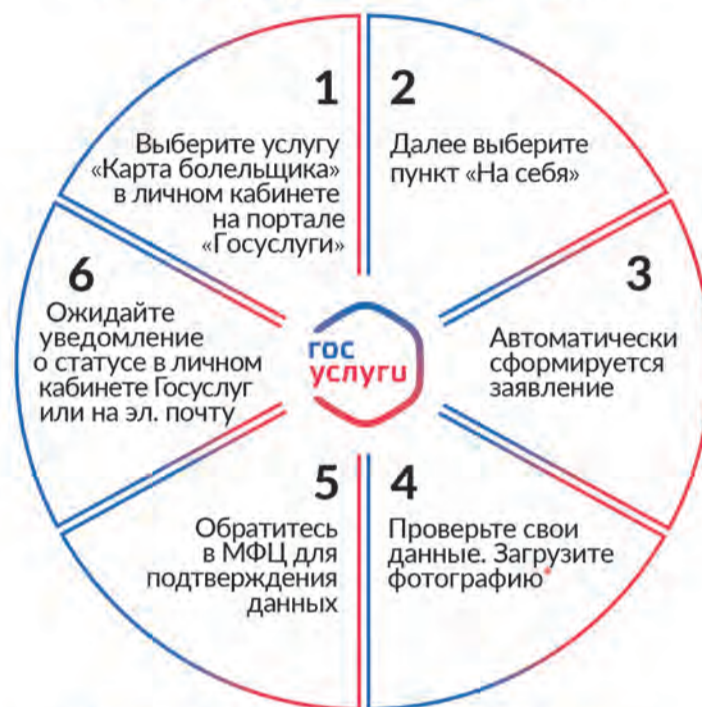 1
Выберите услугу
«Карта болельщика»
в личном кабинете
на портале
«Госуслуги»
2
Далее выберите
пункт «На себя»
3
Автоматически
сформируется
заявление
4
Проверьте свои
данные. Загрузите
фотографию*
5
Обратитесь
в МФЦ для
подтверждения
данных
6
Ожидайте
уведомление
о статусе в личном
кабинете Госуслуг
или на эл. почту
гос
услуги